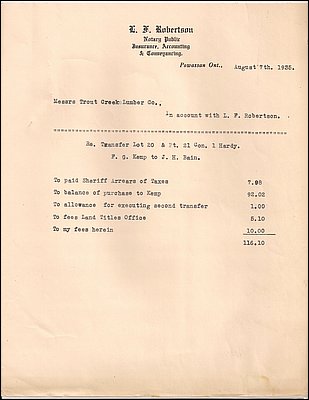 L. F. Robertson
Notary Public
Insurance, Accounting
& Conveyancing.
Powassan Ont., August 7th. 1935.
Messrs Trout Creek Lumber Co.,
In account with L. F. Robertson.
Re. Transfer Lot 20 & Pt. 21 Con. 1 Hardy.
F. G. Kemp to J. H. Bain.
To paid Sheriff Arrears of Taxes 7.98
To balance of purchase to Kemp 92.02
To allowance for executing second transfer 1.00
To fees Land Titles Office 5.10
To my fees herein 10.00
116.10